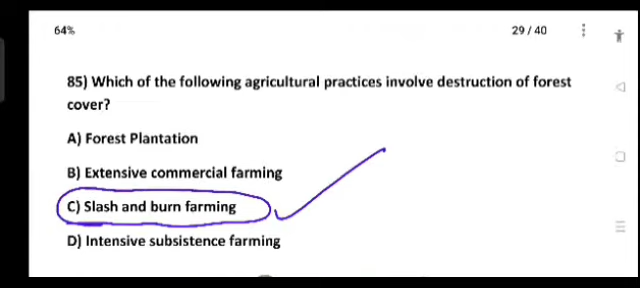 64%
29 / 40
85) Which of the following agricultural practices involve destruction of forest
cover?
A) Forest Plantation
B) Extensive commercial farming
C) Slash and burn farming
D) Intensive subsistence farming